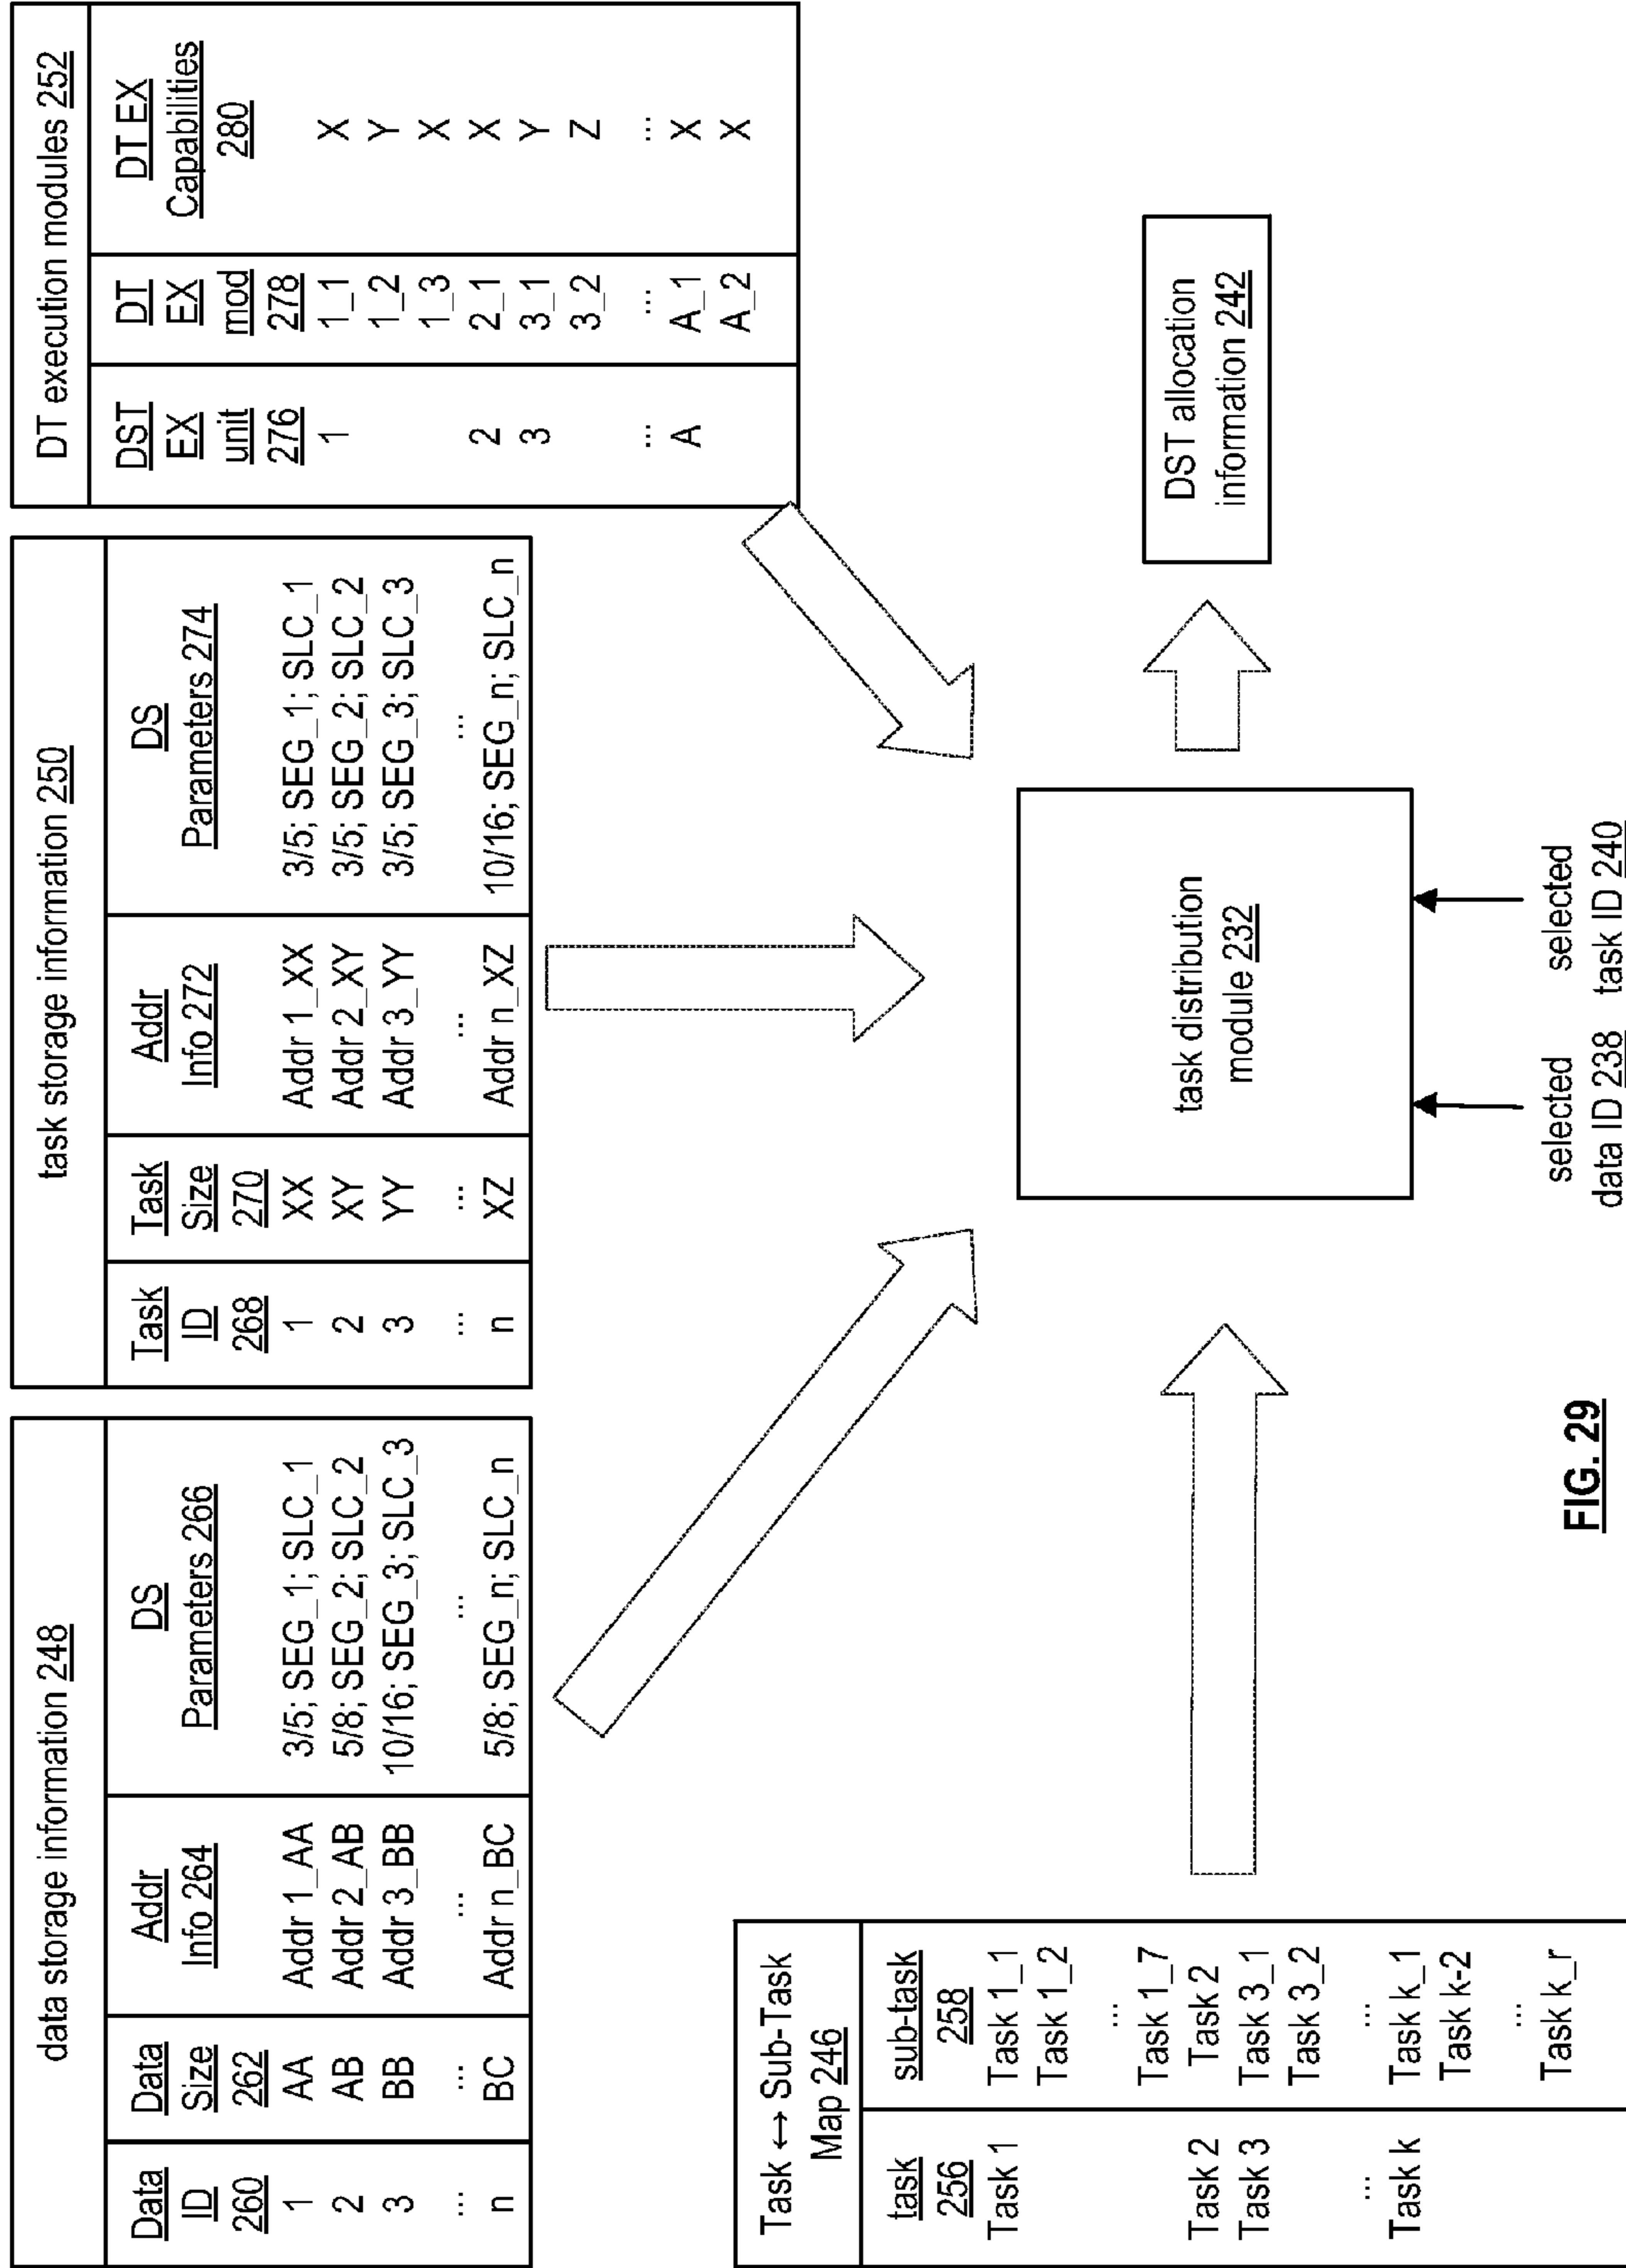 data storage information 248
Data ID 260 Data Size 262 Addr Info 264 DS Parameters 266
1 AA Addr 1_AA 3/5; SEG_1; SLC_1
2 AB Addr 2_AB 5/8; SEG_2; SLC_2
3 BB Addr 3_BB 10/16; SEG_3; SLC_3
... ... ... ...
n BC Addr n_BC 5/8; SEG_n; SLC_n
task storage information 250
Task ID 268 Task Size 270 Addr Info 272 DS Parameters 274
1 XX Addr 1_XX 3/5; SEG_1; SLC_1
2 XY Addr 2_XY 3/5; SEG_2; SLC_2
3 YY Addr 3_YY 3/5; SEG_3; SLC_3
... ... ... ...
n XZ Addr n_XZ 10/16; SEG_n; SLC_n
DT execution modules 252
DST EX unit 276 DT EX mod 278 DT EX Capabilities 280
1 1_1 X
1_2 Y
1_3 X
2 2_1 X
3 3_1 Y
3_2 Z
... ... ...
A A_1 X
A_2 X
Task ↔ Sub-Task
Map 246
task 256 sub-task 258
Task 1 Task 1_1
Task 1_2
...
Task 1_7
Task 2 Task 2
Task 3 Task 3_1
Task 3_2
... ...
Task k Task k_1
Task k-2
...
Task k_r
task distribution
module 232
DST allocation
information 242
selected
data ID 238
selected
task ID 240
FIG. 29